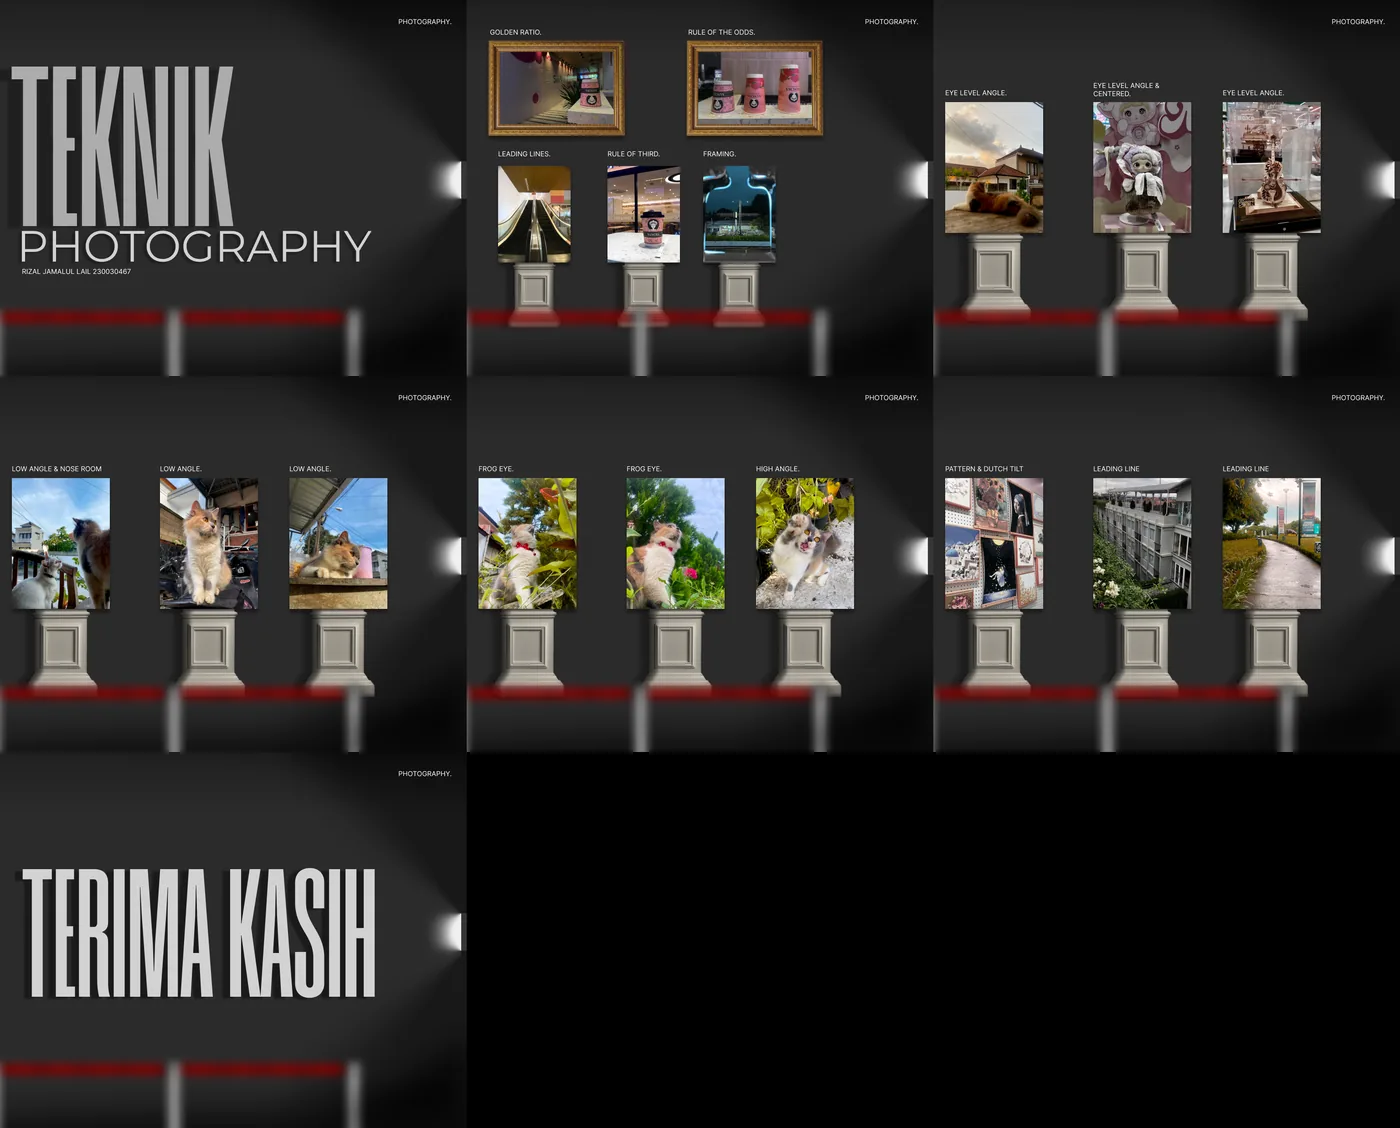 PHOTOGRAPHY.
TEKNIK
PHOTOGRAPHY
RIZAL JAMALUL LAIL 230030467
PHOTOGRAPHY.
GOLDEN RATIO.
RULE OF THE ODDS.
LEADING LINES.
RULE OF THIRD.
FRAMING.
PHOTOGRAPHY.
EYE LEVEL ANGLE.
EYE LEVEL ANGLE &
CENTERED.
EYE LEVEL ANGLE.
PHOTOGRAPHY.
LOW ANGLE & NOSE ROOM
LOW ANGLE.
LOW ANGLE.
PHOTOGRAPHY.
FROG EYE.
FROG EYE.
HIGH ANGLE.
PHOTOGRAPHY.
PATTERN & DUTCH TILT
LEADING LINE
LEADING LINE
PHOTOGRAPHY.
TERIMA KASIH